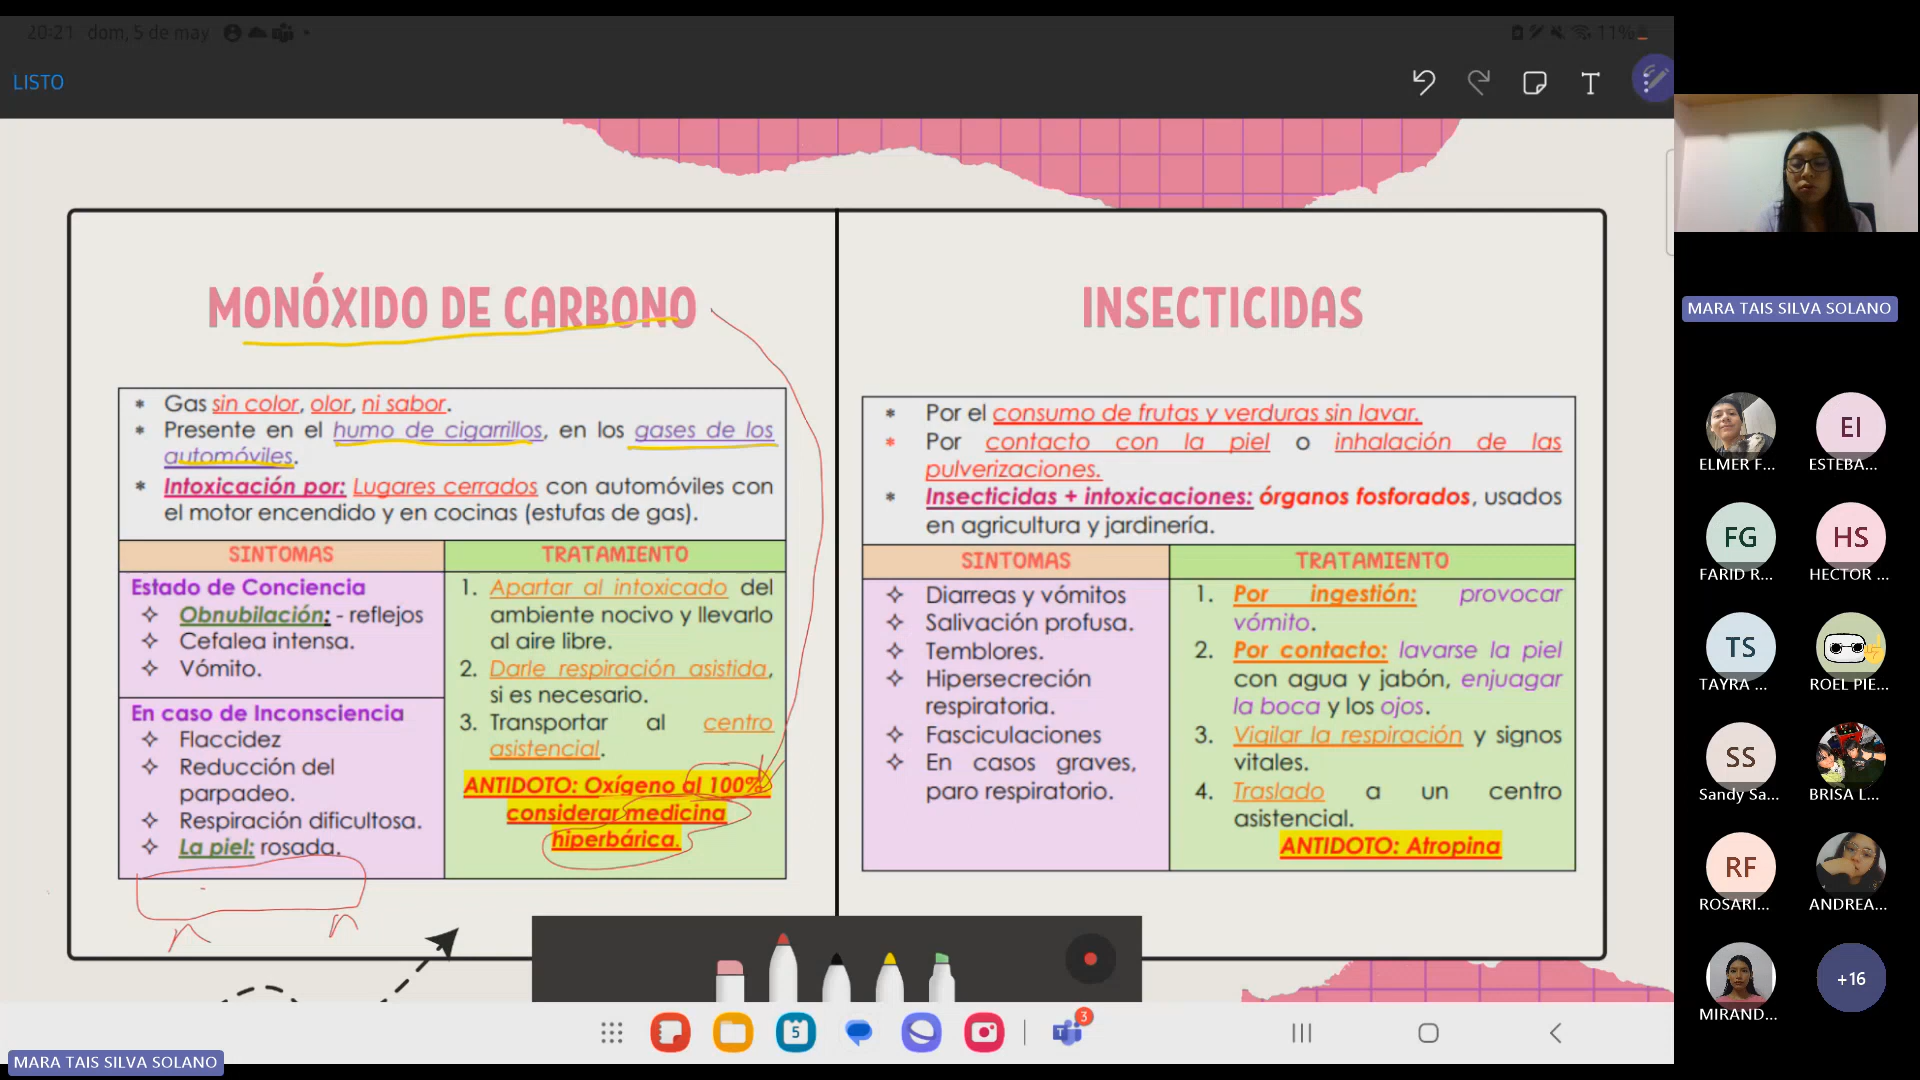 20:21 dom, 5 de may
11%
LISTO
T
MONÓXIDO DE CARBONO
* Gas sin color, olor, ni sabor.
* Presente en el humo de cigarrillos, en los gases de los
automóviles.
* Intoxicación por: Lugares cerrados con automóviles con
el motor encendido y en cocinas (estufas de gas).
SINTOMAS
TRATAMIENTO
Estado de Conciencia
✧ Obnubilación: - reflejos
✧ Cefalea intensa.
✧ Vómito.
En caso de Inconsciencia
✧ Flaccidez
✧ Reducción del
parpadeo.
✧ Respiración dificultosa.
✧ La piel: rosada.
1. Apartar al intoxicado del
ambiente nocivo y llevarlo
al aire libre.
2. Darle respiración asistida,
si es necesario.
3. Transportar al centro
asistencial.
ANTIDOTO: Oxígeno al 100%
considerar medicina
hiperbárica.
INSECTICIDAS
* Por el consumo de frutas y verduras sin lavar.
* Por contacto con la piel o inhalación de las
pulverizaciones.
* Insecticidas + intoxicaciones: órganos fosforados, usados
en agricultura y jardinería.
SINTOMAS
TRATAMIENTO
✧ Diarreas y vómitos
✧ Salivación profusa.
✧ Temblores.
✧ Hipersecreción
respiratoria.
✧ Fasciculaciones
✧ En casos graves,
paro respiratorio.
1. Por ingestión: provocar
vómito.
2. Por contacto: lavarse la piel
con agua y jabón, enjuagar
la boca y los ojos.
3. Vigilar la respiración y signos
vitales.
4. Traslado a un centro
asistencial.
ANTIDOTO: Atropina
5
T
3
MARA TAIS SILVA SOLANO
MARA TAIS SILVA SOLANO
ELMER F...
EI
ESTEBA...
FG
FARID R...
HS
HECTOR ...
TS
TAYRA ...
ROEL PIE...
SS
Sandy Sa...
BRISA L...
RF
ROSARI...
ANDREA...
MIRAND...
+16